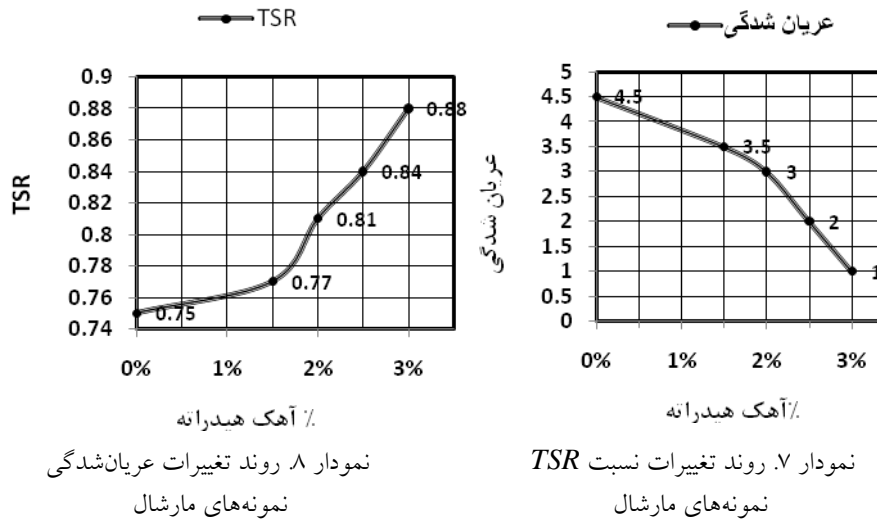 TSR
0.9
0.88
0.86
0.84
0.82
0.8
0.78
0.76
0.74
TSR
0.75
0.77
0.81
0.84
0.88
0% 1% 2% 3%
٪ آهک هیدراته
نمودار ۸. روند تغییرات عریان‌شدگی
نمونه‌های مارشال
عریان شدگی
5
4.5
4
3.5
3
2.5
2
1.5
1
0.5
0
عریان شدگی
4.5
3.5
3
2
1
0% 1% 2% 3%
٪آهک هیدراته
نمودار ۷. روند تغییرات نسبت TSR
نمونه‌های مارشال